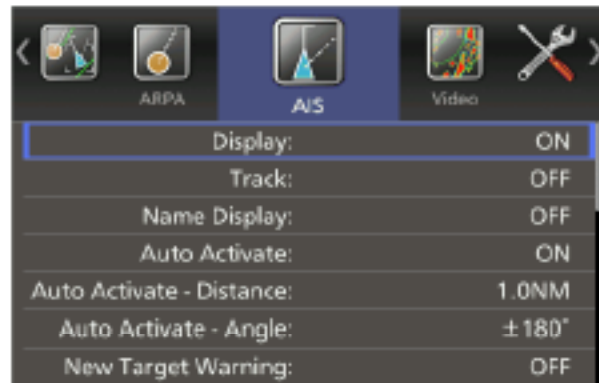 ARPA AIS Video
Display: ON
Track: OFF
Name Display: OFF
Auto Activate: ON
Auto Activate - Distance: 1.0NM
Auto Activate - Angle: ±180°
New Target Warning: OFF